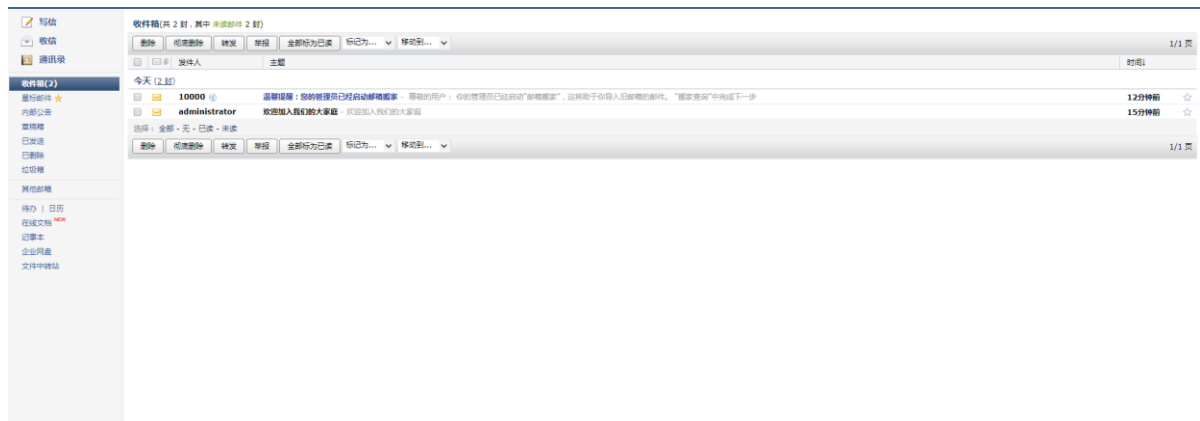 写信
收信
通讯录
收件箱(2)
星标邮件
内部公告
草稿箱
已发送
已删除
垃圾箱
其他邮箱
待办 | 日历
在线文档 NEW
记事本
企业网盘
文件中转站
收件箱(共 2 封，其中 未读邮件 2 封)
删除 彻底删除 转发 举报 全部标为已读 标记为... 移动到... 1/1 页
发件人 主题 时间↓
今天 (2 封)
10000 温馨提醒：您的管理员已经启动邮箱搬家 - 尊敬的用户： 你的管理员已经启动"邮箱搬家"，这将助于你导入旧邮箱的邮件。 "搬家查询"中完成下一步 12分钟前
administrator 欢迎加入我们的大家庭 - 欢迎加入我们的大家庭 15分钟前
选择：全部 - 无 - 已读 - 未读
删除 彻底删除 转发 举报 全部标为已读 标记为... 移动到... 1/1 页